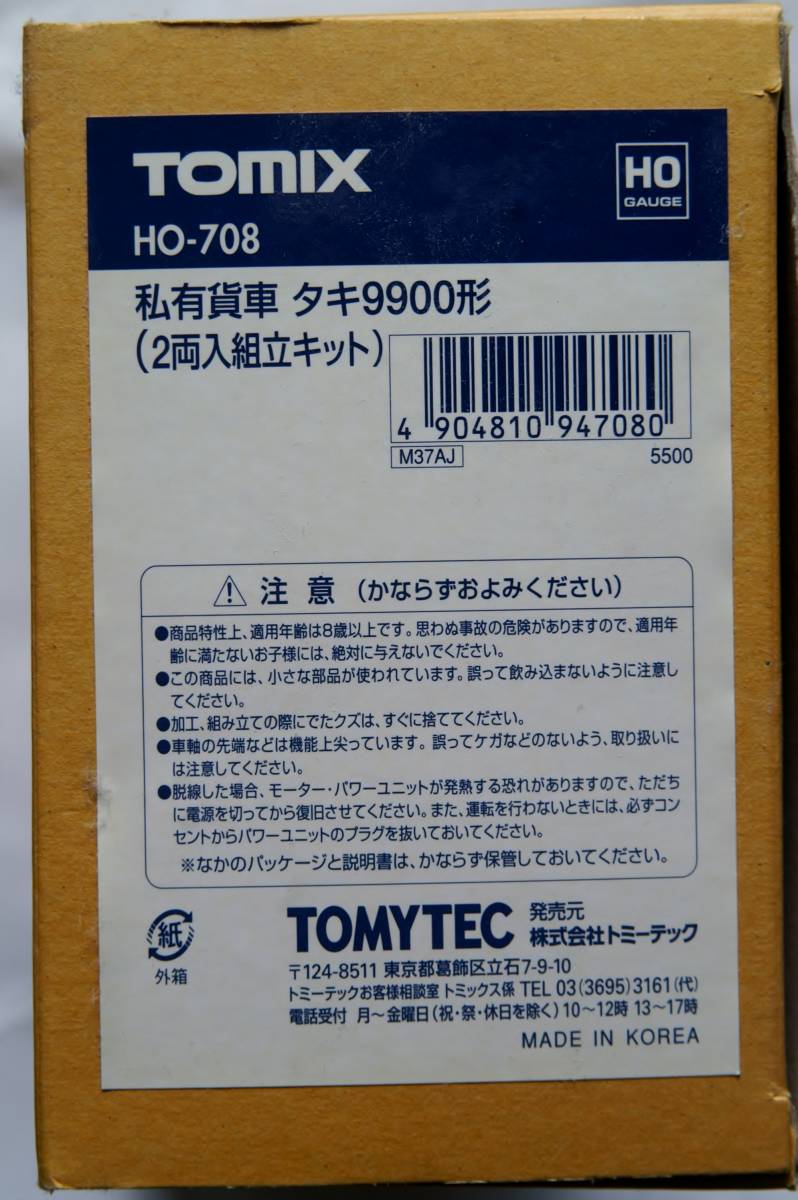 TOMIX
HO
GAUGE
HO-708
私有貨車 タキ9900形
(2両入組立キット)
4 904810 947080
M37AJ
5500
注 意 (かならずおよみください)
●商品特性上、適用年齢は8歳以上です。思わぬ事故の危険がありますので、適用年
齢に満たないお子様には、絶対に与えないでください。
●この商品には、小さな部品が使われています。誤って飲み込まないように注意し
てください。
●加工、組み立ての際にでたクズは、すぐに捨ててください。
●車軸の先端などは機能上尖っています。誤ってケガなどのないよう、取り扱いに
は注意してください。
●脱線した場合、モーター・パワーユニットが発熱する恐れがありますので、ただち
に電源を切ってから復旧させてください。また、運転を行わないときには、必ずコン
セントからパワーユニットのプラグを抜いておいてください。
※なかのパッケージと説明書は、かならず保管しておいてください。
紙
外箱
TOMYTEC
発売元
株式会社トミーテック
〒124-8511 東京都葛飾区立石7-9-10
トミーテックお客様相談室 トミックス係 TEL 03(3695)3161(代)
電話受付 月〜金曜日(祝・祭・休日を除く)10〜12時 13〜17時
MADE IN KOREA